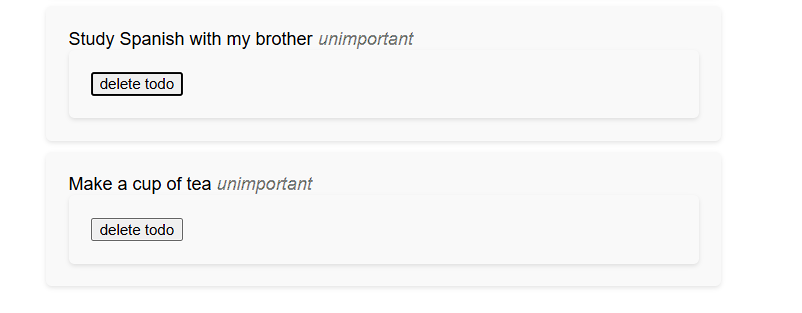 Study Spanish with my brother unimportant
delete todo
Make a cup of tea unimportant
delete todo